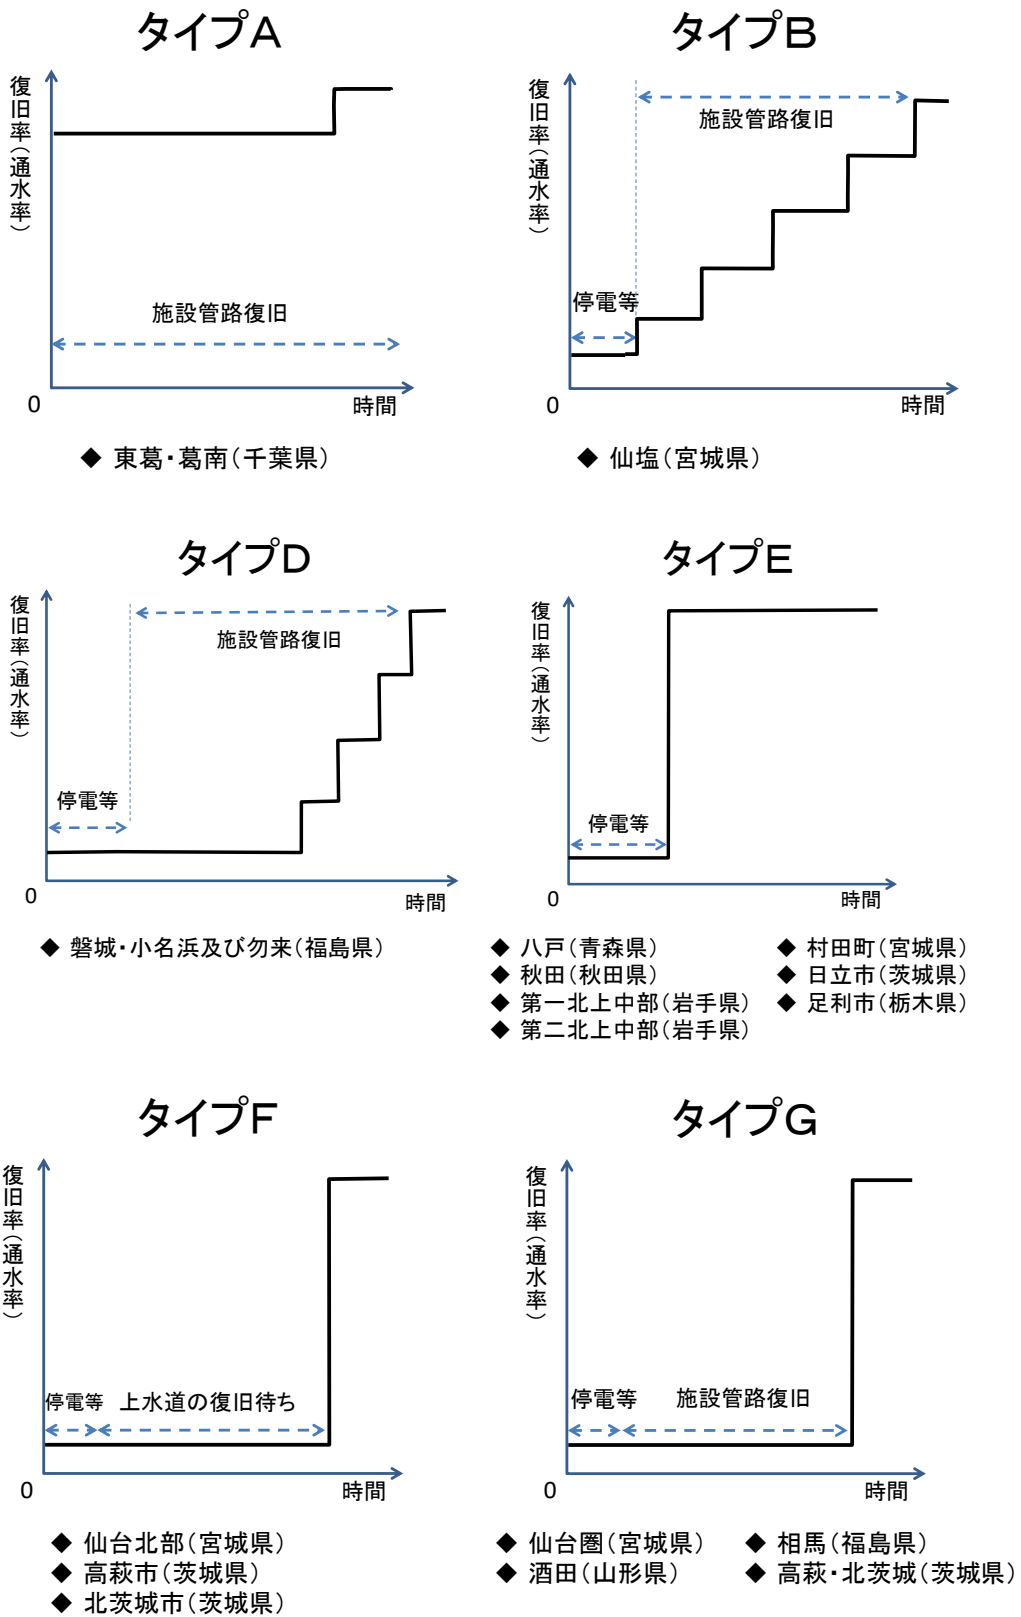 タイプA
復旧率(通水率)
施設管路復旧
0
時間
◆ 東葛・葛南(千葉県)
タイプB
復旧率(通水率)
施設管路復旧
停電等
0
時間
◆ 仙塩(宮城県)
タイプD
復旧率(通水率)
施設管路復旧
停電等
0
時間
◆ 磐城・小名浜及び勿来(福島県)
タイプE
復旧率(通水率)
停電等
0
時間
◆ 八戸(青森県)
◆ 秋田(秋田県)
◆ 第一北上中部(岩手県)
◆ 第二北上中部(岩手県)
◆ 村田町(宮城県)
◆ 日立市(茨城県)
◆ 足利市(栃木県)
タイプF
復旧率(通水率)
停電等
上水道の復旧待ち
0
時間
◆ 仙台北部(宮城県)
◆ 高萩市(茨城県)
◆ 北茨城市(茨城県)
タイプG
復旧率(通水率)
停電等
施設管路復旧
0
時間
◆ 仙台圏(宮城県)
◆ 酒田(山形県)
◆ 相馬(福島県)
◆ 高萩・北茨城(茨城県)